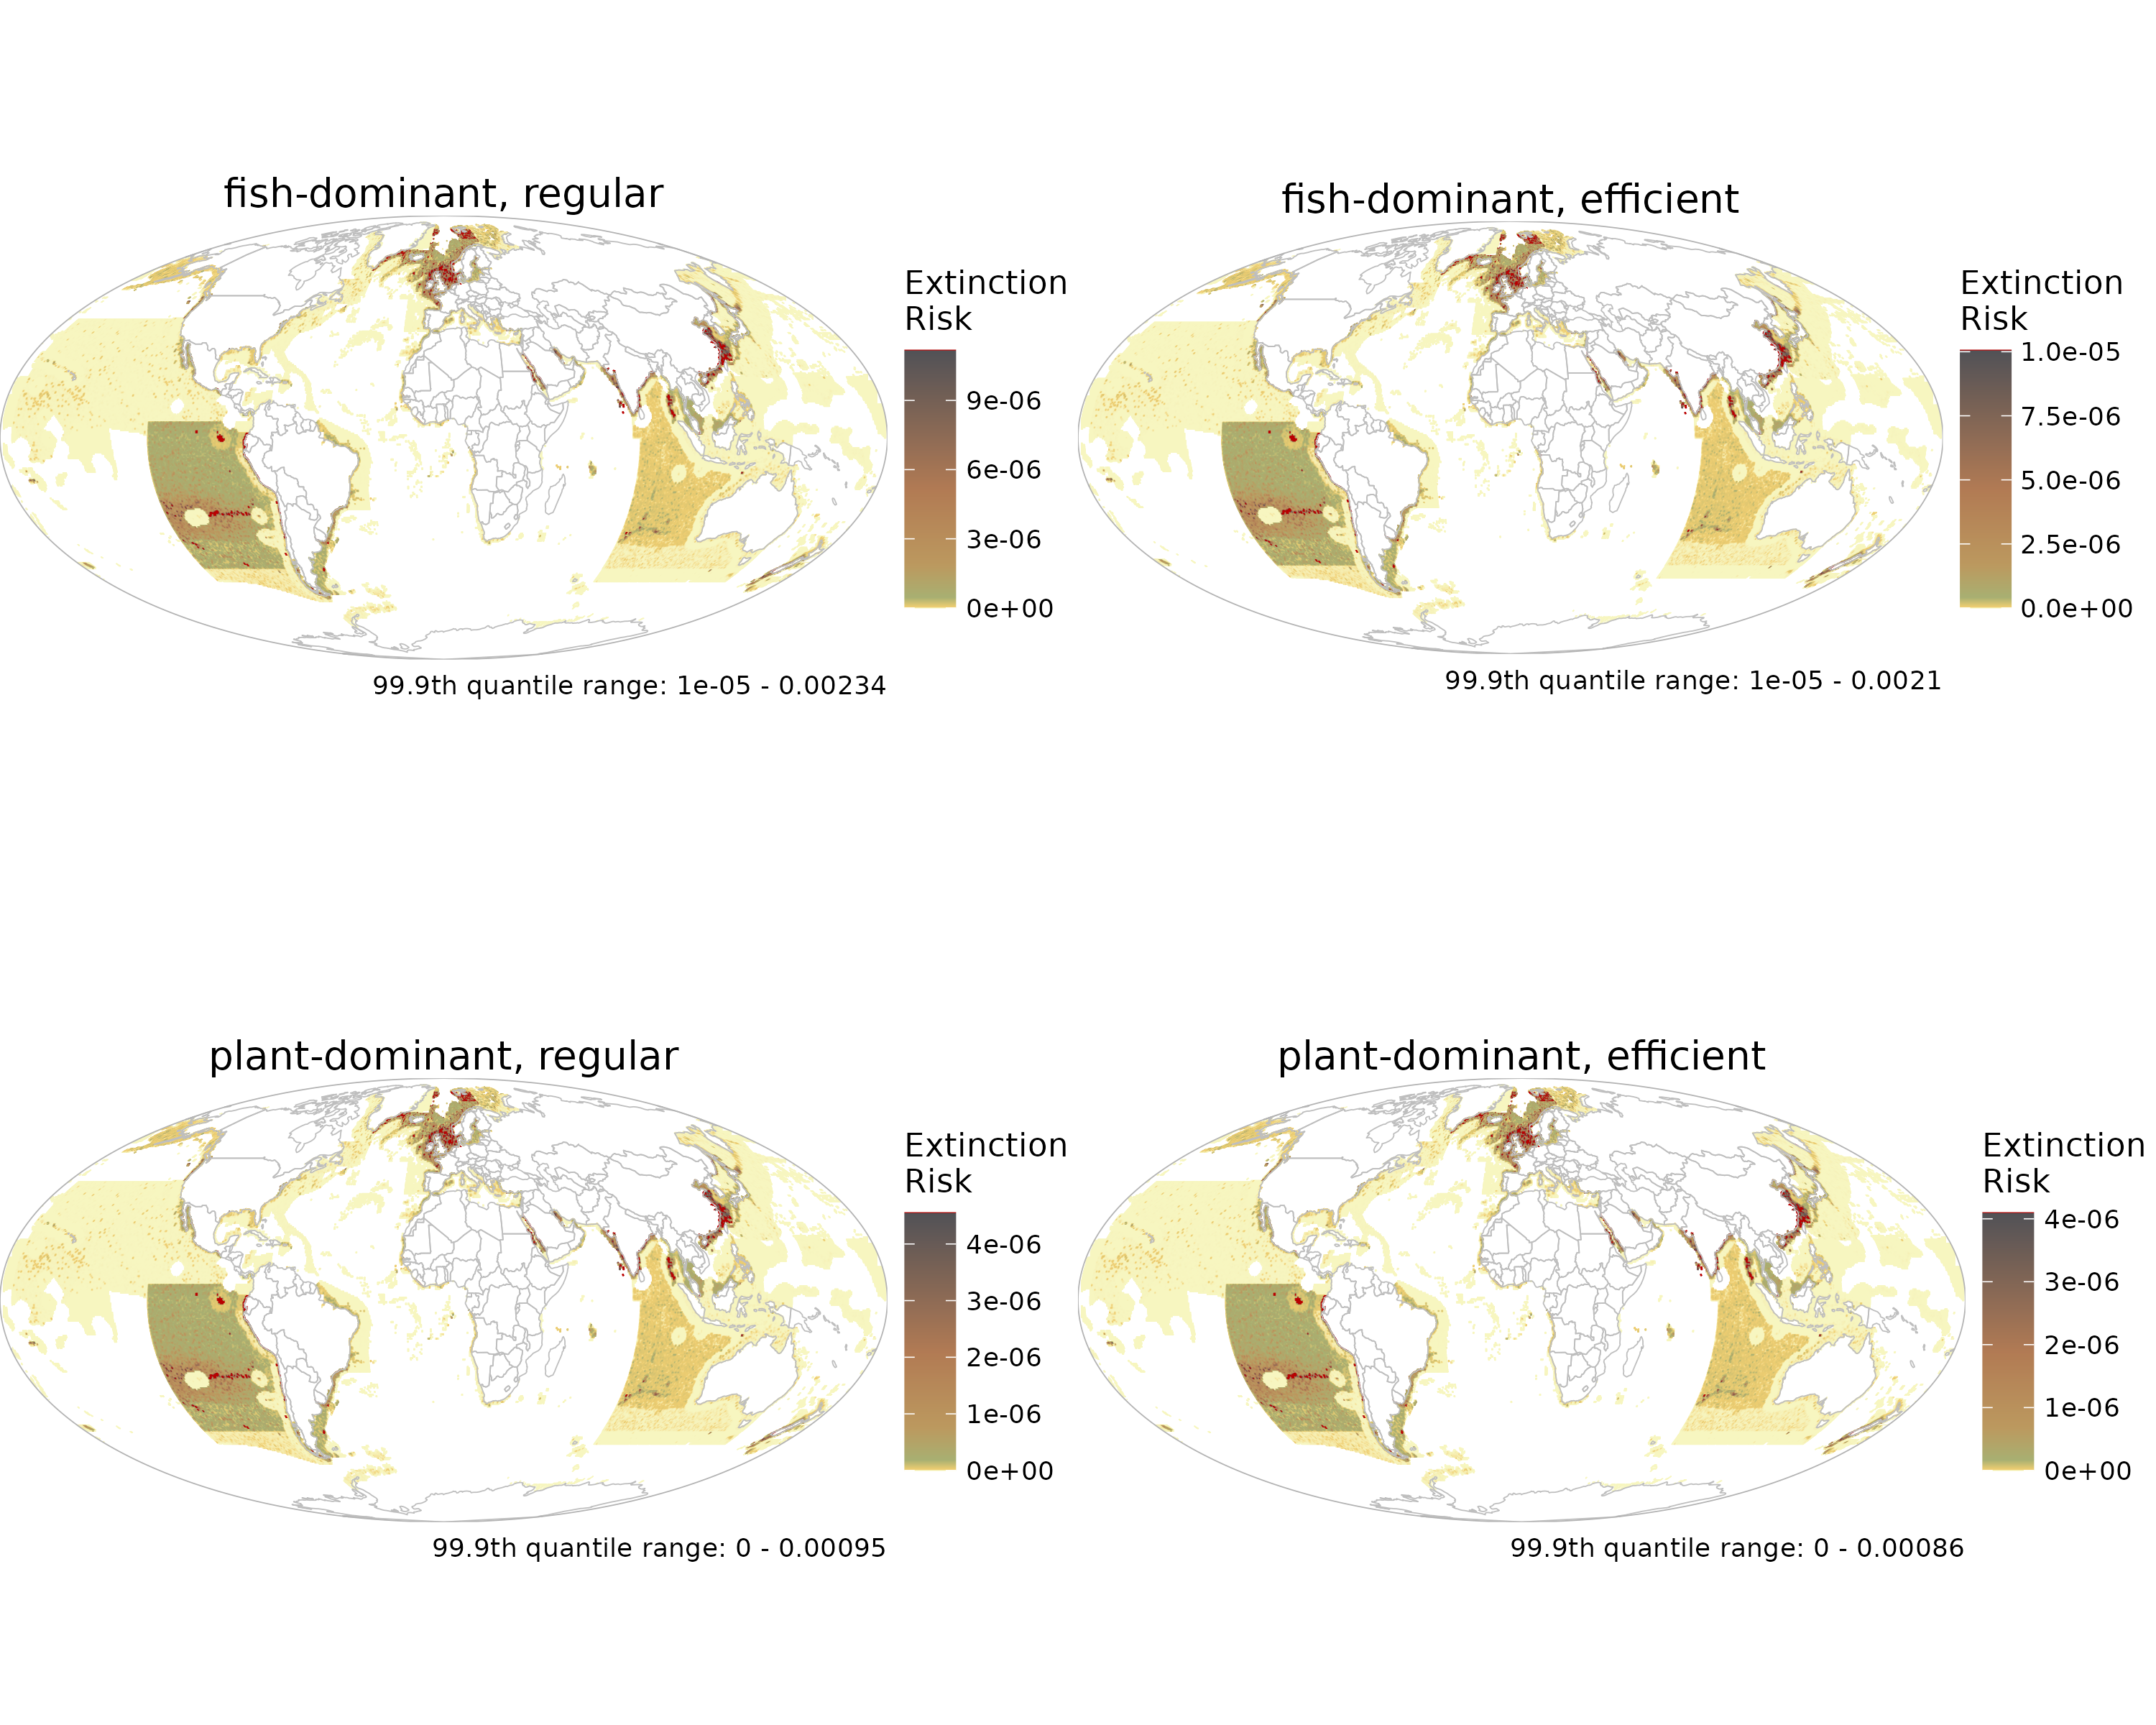 fish-dominant, regular
Extinction
Risk
9e-06
6e-06
3e-06
0e+00
99.9th quantile range: 1e-05 - 0.00234
fish-dominant, efficient
Extinction
Risk
1.0e-05
7.5e-06
5.0e-06
2.5e-06
0.0e+00
99.9th quantile range: 1e-05 - 0.0021
plant-dominant, regular
Extinction
Risk
4e-06
3e-06
2e-06
1e-06
0e+00
99.9th quantile range: 0 - 0.00095
plant-dominant, efficient
Extinction
Risk
4e-06
3e-06
2e-06
1e-06
0e+00
99.9th quantile range: 0 - 0.00086